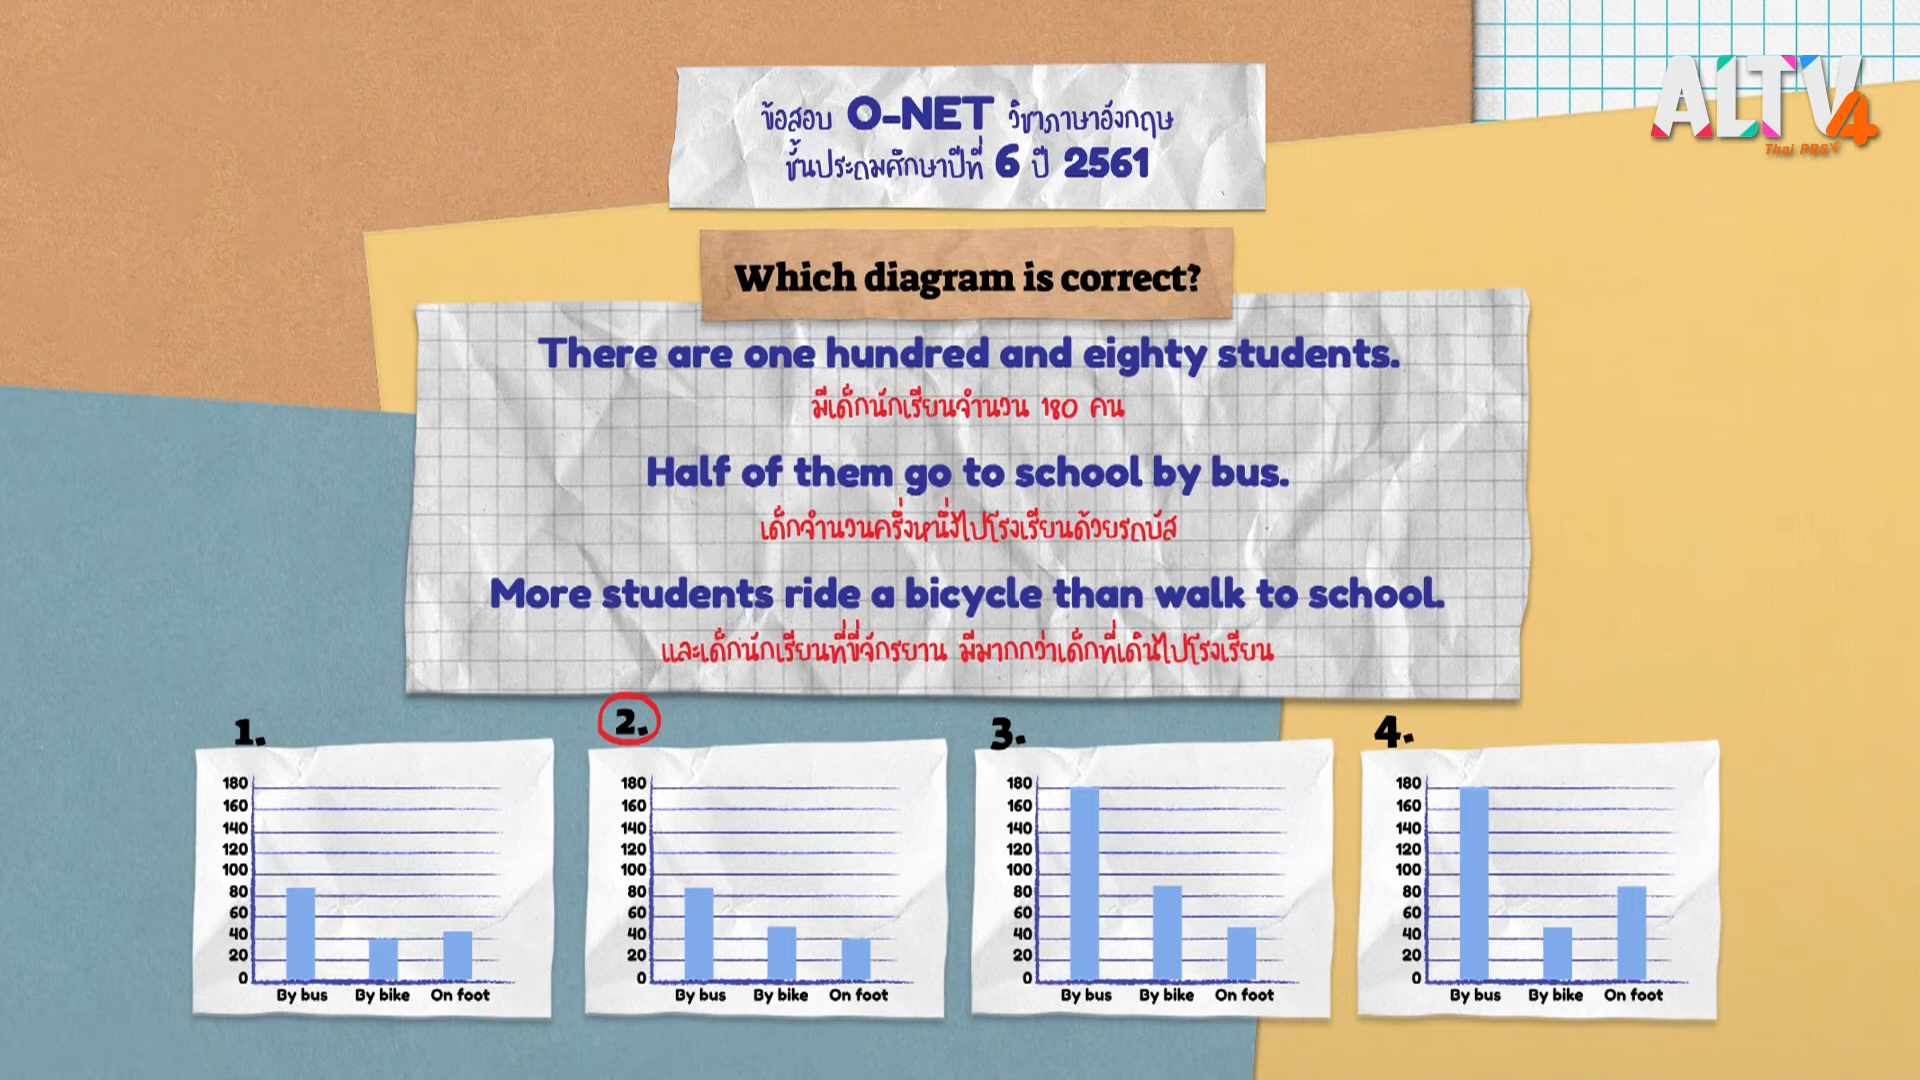 ALTV4
Thai PBS
ข้อสอบ O-NET วิชาภาษาอังกฤษ
ชั้นประถมศึกษาปีที่ 6 ปี 2561
Which diagram is correct?
There are one hundred and eighty students.
มีเด็กนักเรียนจำนวน 180 คน
Half of them go to school by bus.
เด็กจำนวนครึ่งหนึ่งไปโรงเรียนด้วยรถบัส
More students ride a bicycle than walk to school.
และเด็กนักเรียนที่ขี่จักรยาน มีมากกว่าเด็กที่เดินไปโรงเรียน
1.
180
160
140
120
100
80
60
40
20
0
By bus By bike On foot
2.
180
160
140
120
100
80
60
40
20
0
By bus By bike On foot
3.
180
160
140
120
100
80
60
40
20
0
By bus By bike On foot
4.
180
160
140
120
100
80
60
40
20
0
By bus By bike On foot